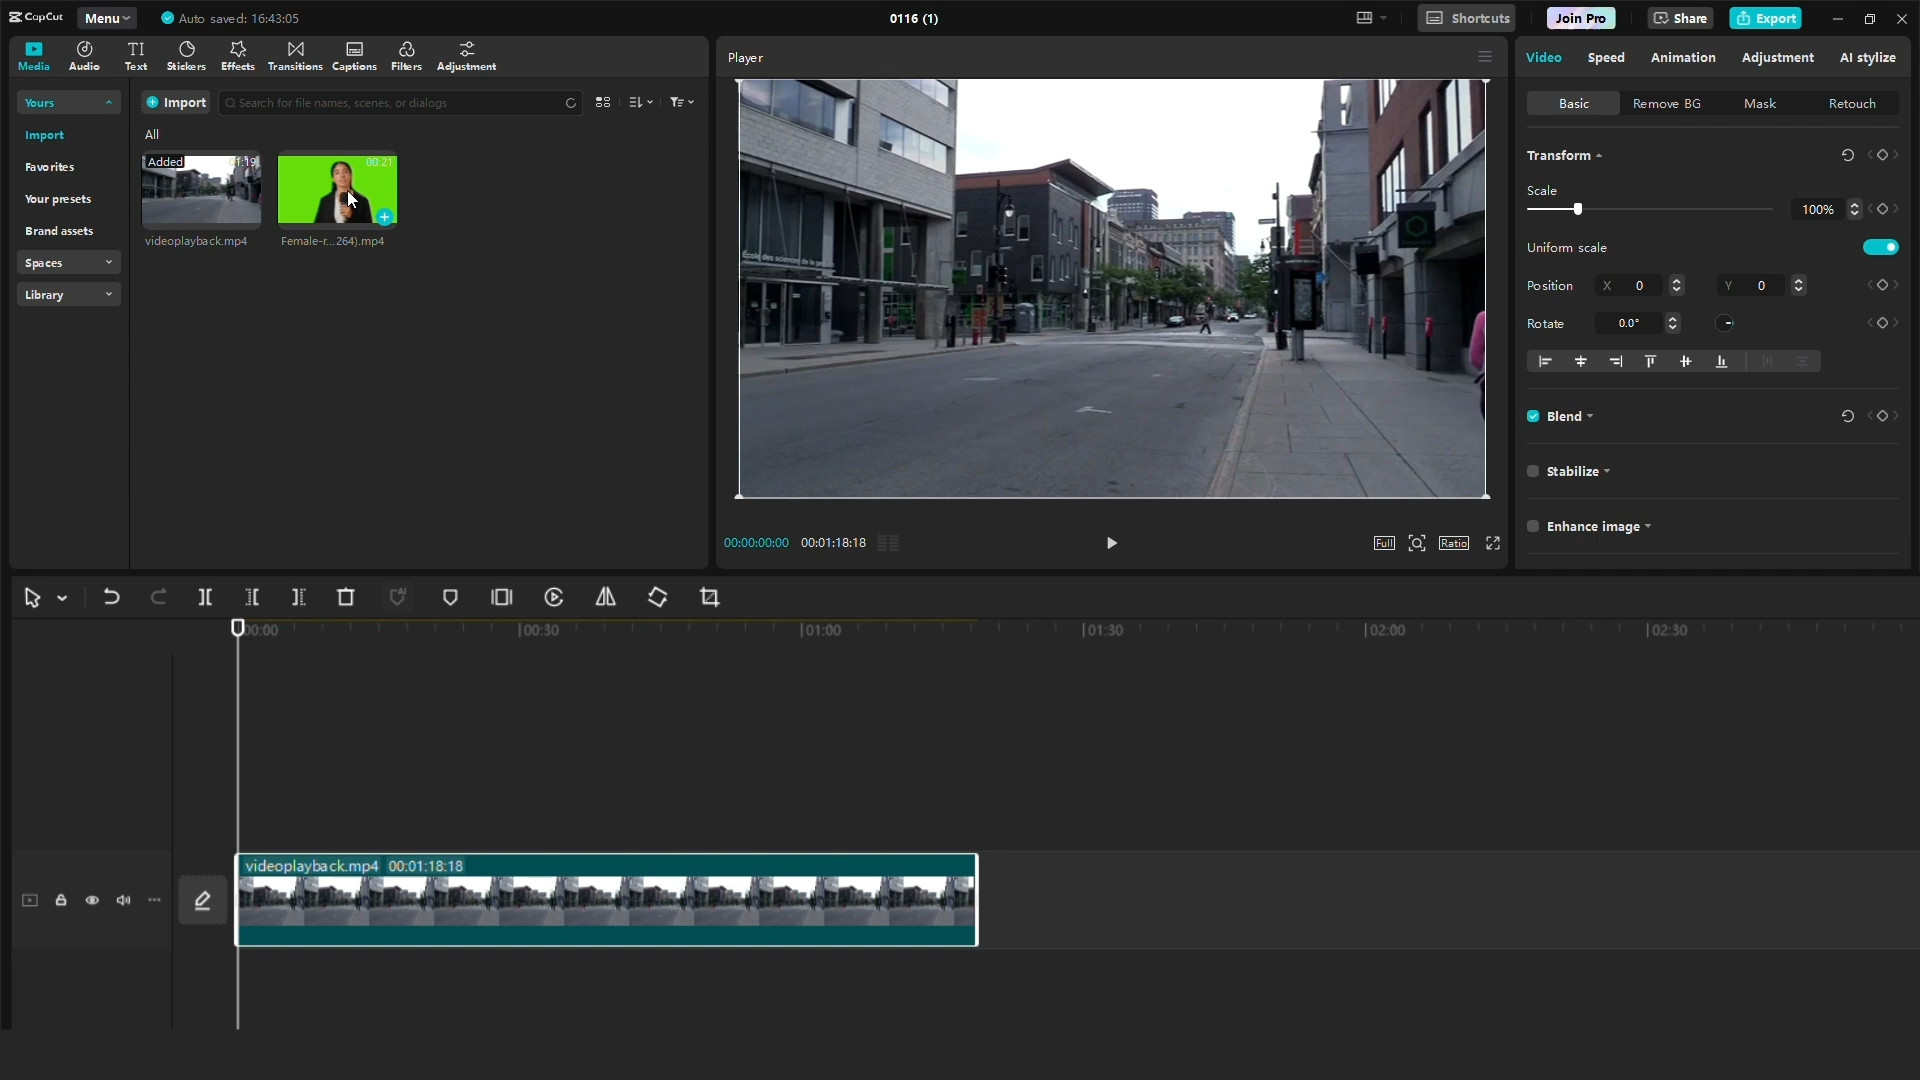 CapCut
Menu
Auto saved: 16:43:05
0116 (1)
Shortcuts
Join Pro
Share
Export
Media
Audio
Text
Stickers
Effects
Transitions
Captions
Filters
Adjustment
Player
Video
Speed
Animation
Adjustment
AI stylize
Yours
Import
Search for file names, scenes, or dialogs
Basic
Remove BG
Mask
Retouch
Import
All
Favorites
Your presets
Brand assets
Spaces
Library
Added
01:19
00:21
videoplayback.mp4
Female-r...264).mp4
Transform
Scale
100%
Uniform scale
Position
X
0
Y
0
Rotate
0.0°
Blend
Stabilize
Enhance image
00:00:00:00
00:01:18:18
Full
Ratio
00:00
00:30
01:00
01:30
02:00
02:30
videoplayback.mp4 00:01:18:18